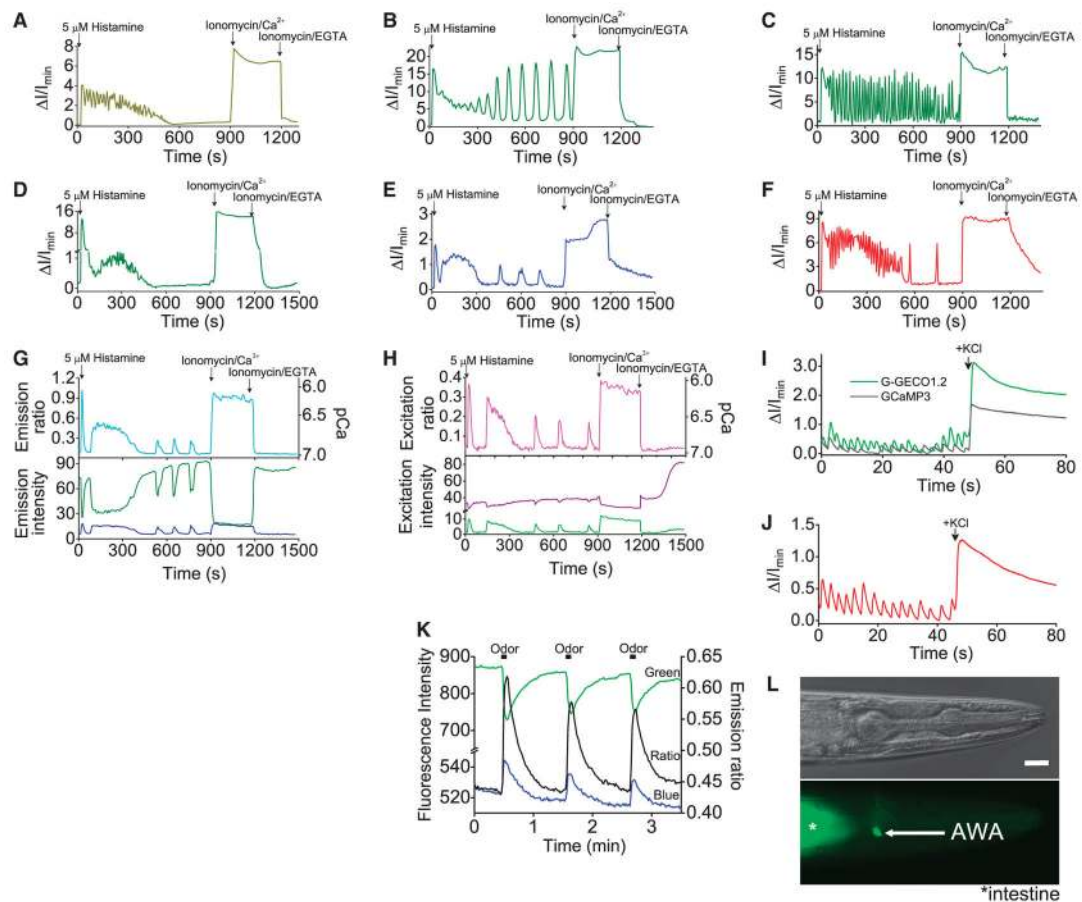 A
5 μM Histamine
Ionomycin/Ca²⁺
Ionomycin/EGTA
ΔI/Imin
8
6
4
2
0
0 300 600 900 1200
Time (s)
B
5 μM Histamine
Ionomycin/Ca²⁺
Ionomycin/EGTA
ΔI/Imin
20
15
10
5
0
0 300 600 900 1200
Time (s)
C
5 μM Histamine
Ionomycin/Ca²⁺
Ionomycin/EGTA
ΔI/Imin
15
10
5
0
0 300 600 900 1200
Time (s)
D
5 μM Histamine
Ionomycin/Ca²⁺
Ionomycin/EGTA
ΔI/Imin
16
8
1
0
0 300 600 900 1200 1500
Time (s)
E
5 μM Histamine
Ionomycin/Ca²⁺
Ionomycin/EGTA
ΔI/Imin
3
2
1
0
0 300 600 900 1200 1500
Time (s)
F
5 μM Histamine
Ionomycin/Ca²⁺
Ionomycin/EGTA
ΔI/Imin
9
6
3
0
0 300 600 900 1200
Time (s)
G
5 μM Histamine
Ionomycin/Ca²⁺
Ionomycin/EGTA
Emission ratio
1.2
0.9
0.6
0.3
6.0
6.5
7.0
pCa
Emission intensity
90
60
30
0
0 300 600 900 1200 1500
Time (s)
H
5 μM Histamine
Ionomycin/Ca²⁺
Ionomycin/EGTA
Excitation ratio
0.4
0.3
0.2
0.1
6.0
6.5
7.0
pCa
Excitation intensity
80
40
10
0
0 300 600 900 1200 1500
Time (s)
I
+KCl
G-GECO1.2
GCaMP3
ΔI/Imin
3.0
2.0
1.0
0.0
0 20 40 60 80
Time (s)
J
+KCl
ΔI/Imin
1.5
1.0
0.5
0.0
0 20 40 60 80
Time (s)
K
Odor Odor Odor
Fluorescence Intensity
900
800
700
540
520
Green
Ratio
Blue
0.65
0.60
0.55
0.50
0.45
0.40
Emission ratio
0 1 2 3
Time (min)
L
*
AWA
*intestine